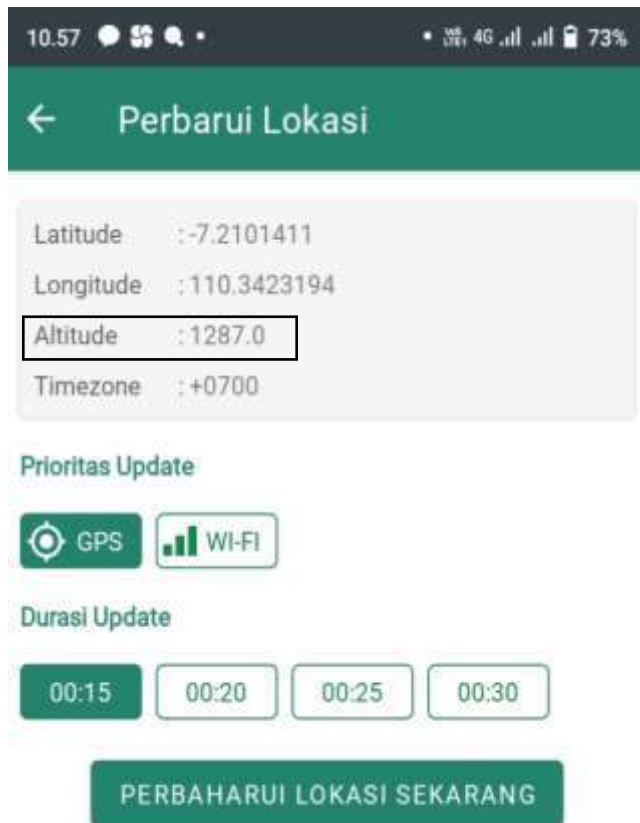 10.57 4G 73%
Perbarui Lokasi
Latitude : -7.2101411
Longitude : 110.3423194
Altitude : 1287.0
Timezone : +0700
Prioritas Update
GPS WI-FI
Durasi Update
00:15 00:20 00:25 00:30
PERBAHARUI LOKASI SEKARANG